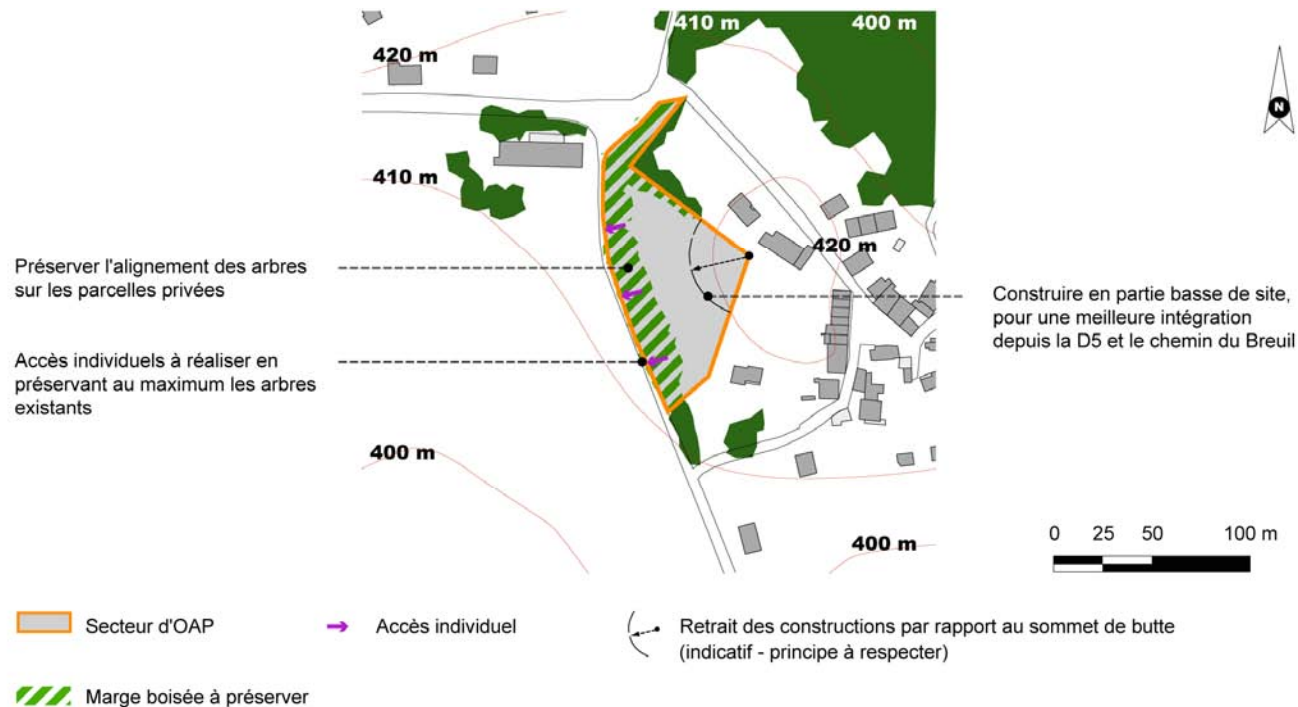 410 m
400 m
420 m
N
410 m
420 m
Préserver l'alignement des arbres
sur les parcelles privées
Construire en partie basse de site,
pour une meilleure intégration
depuis la D5 et le chemin du Breuil
Accès individuels à réaliser en
préservant au maximum les arbres
existants
400 m
400 m
0 25 50 100 m
Secteur d'OAP
Accès individuel
Retrait des constructions par rapport au sommet de butte
(indicatif - principe à respecter)
Marge boisée à préserver